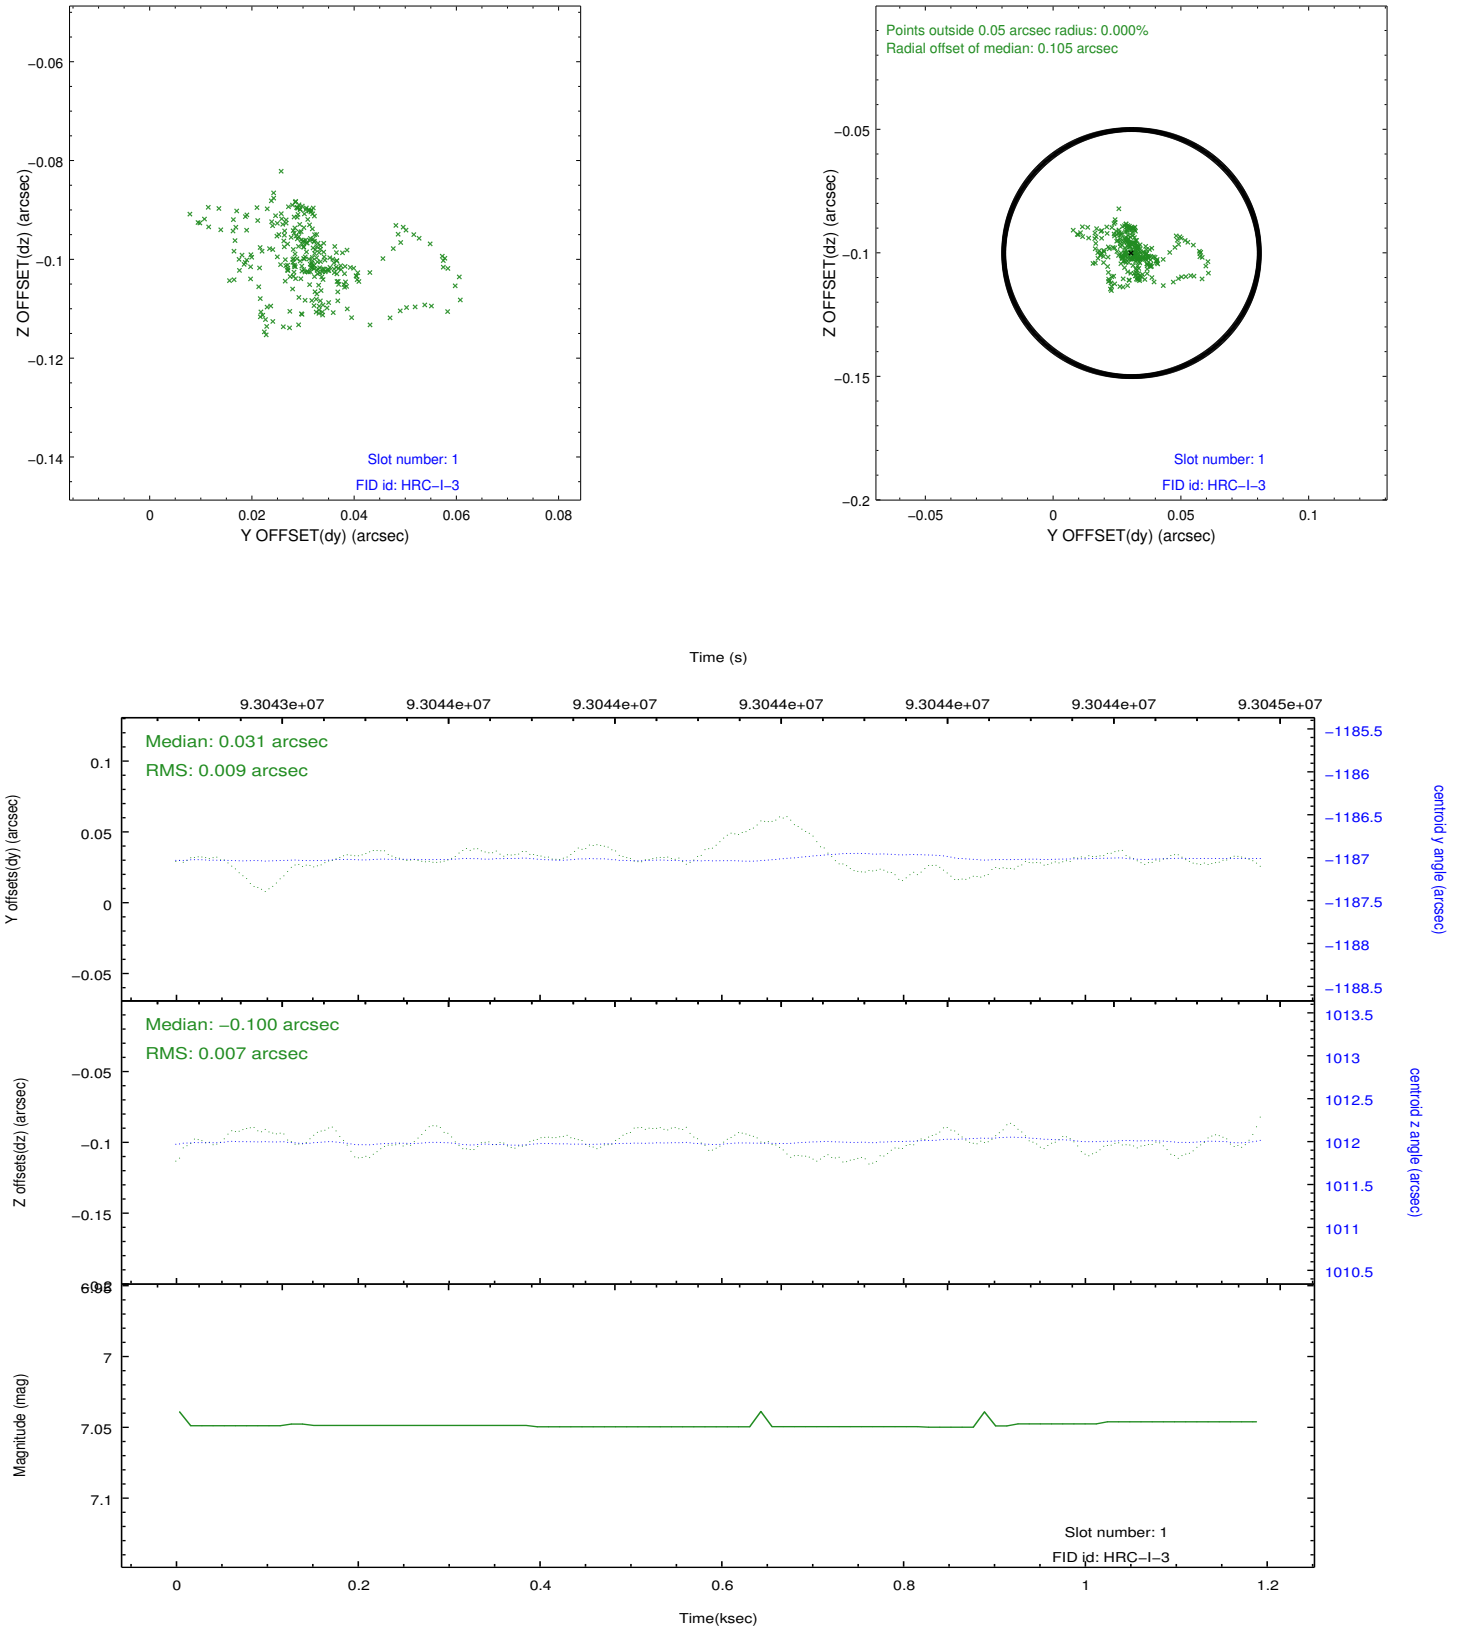 −0.06
−0.08
−0.1
−0.12
−0.14
Z OFFSET(dz) (arcsec)
Slot number: 1
FID id: HRC−I−3
0 0.02 0.04 0.06 0.08
Y OFFSET(dy) (arcsec)
Points outside 0.05 arcsec radius: 0.000%
Radial offset of median: 0.105 arcsec
−0.05
−0.1
−0.15
−0.2
Z OFFSET(dz) (arcsec)
Slot number: 1
FID id: HRC−I−3
−0.05 0 0.05 0.1
Y OFFSET(dy) (arcsec)
Time (s)
9.3043e+07 9.3044e+07 9.3044e+07 9.3044e+07 9.3044e+07 9.3044e+07 9.3045e+07
Median: 0.031 arcsec
RMS: 0.009 arcsec
0.1
0.05
0
−0.05
Y offsets(dy) (arcsec)
−1185.5
−1186
−1186.5
−1187
−1187.5
−1188
−1188.5
centroid y angle (arcsec)
Median: −0.100 arcsec
RMS: 0.007 arcsec
−0.05
−0.1
−0.15
Z offsets(dz) (arcsec)
1013.5
1013
1012.5
1012
1011.5
1011
1010.5
centroid z angle (arcsec)
7
7.05
7.1
Magnitude (mag)
Slot number: 1
FID id: HRC−I−3
0 0.2 0.4 0.6 0.8 1 1.2
Time(ksec)